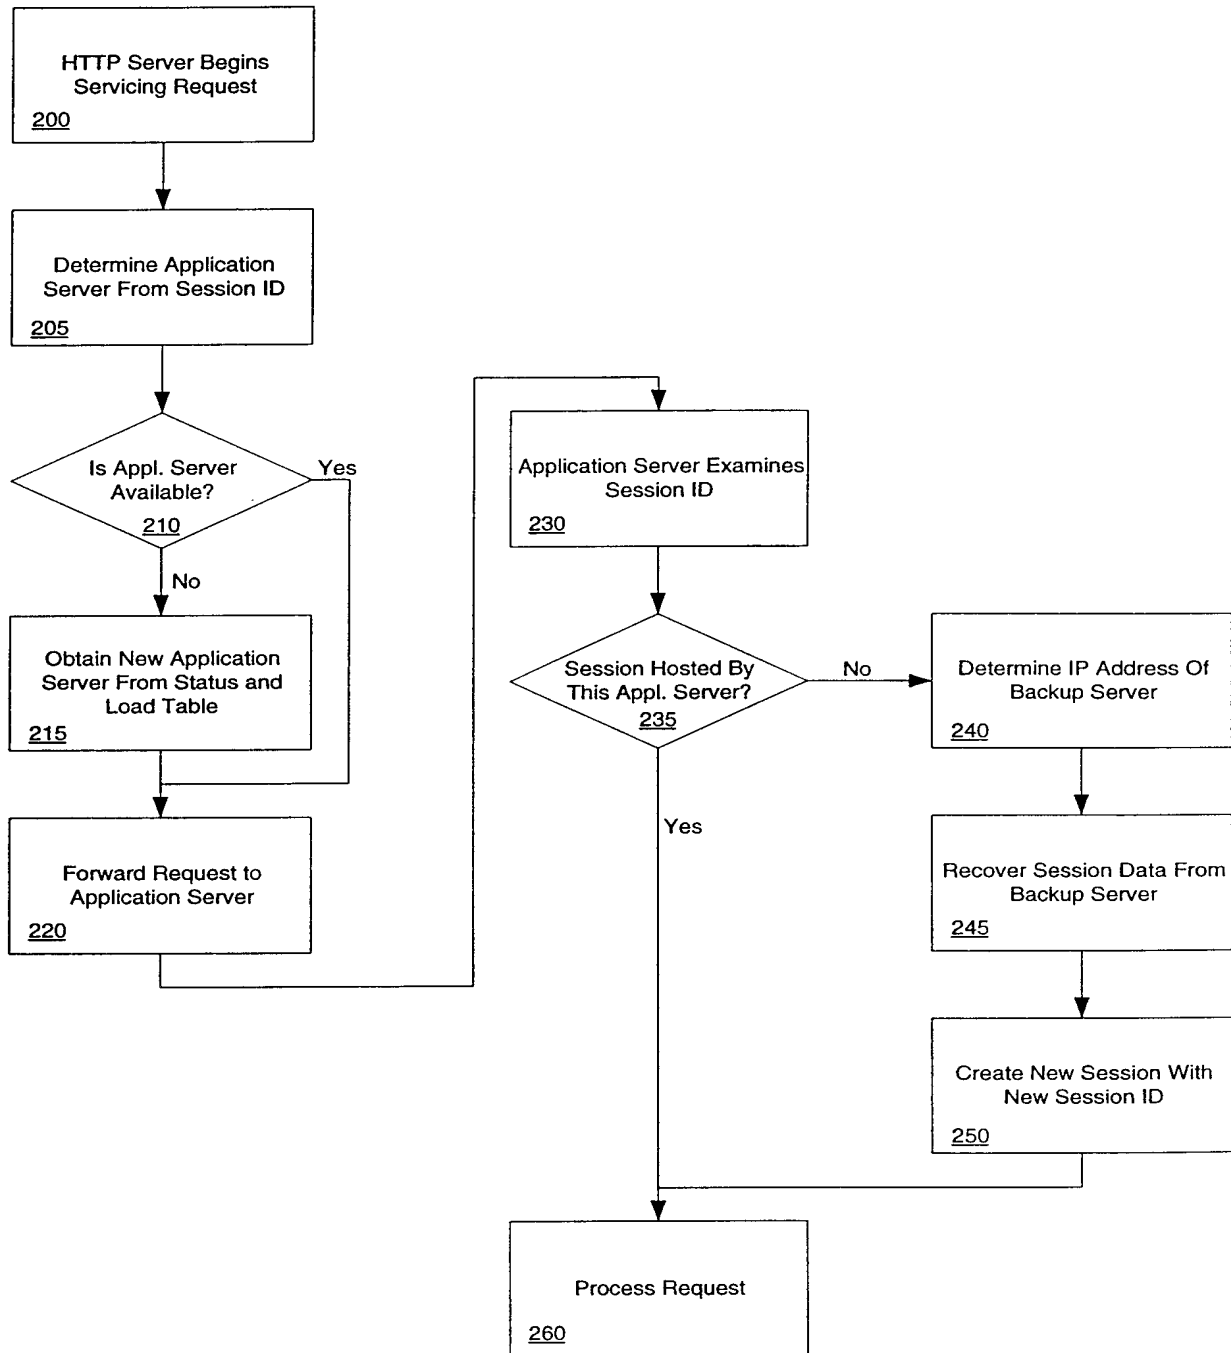 HTTP Server Begins
Servicing Request
200
Determine Application
Server From Session ID
205
Is Appl. Server
Available?
210
Yes
No
Obtain New Application
Server From Status and
Load Table
215
Forward Request to
Application Server
220
Application Server Examines
Session ID
230
Session Hosted By
This Appl. Server?
235
No
Yes
Determine IP Address Of
Backup Server
240
Recover Session Data From
Backup Server
245
Create New Session With
New Session ID
250
Process Request
260